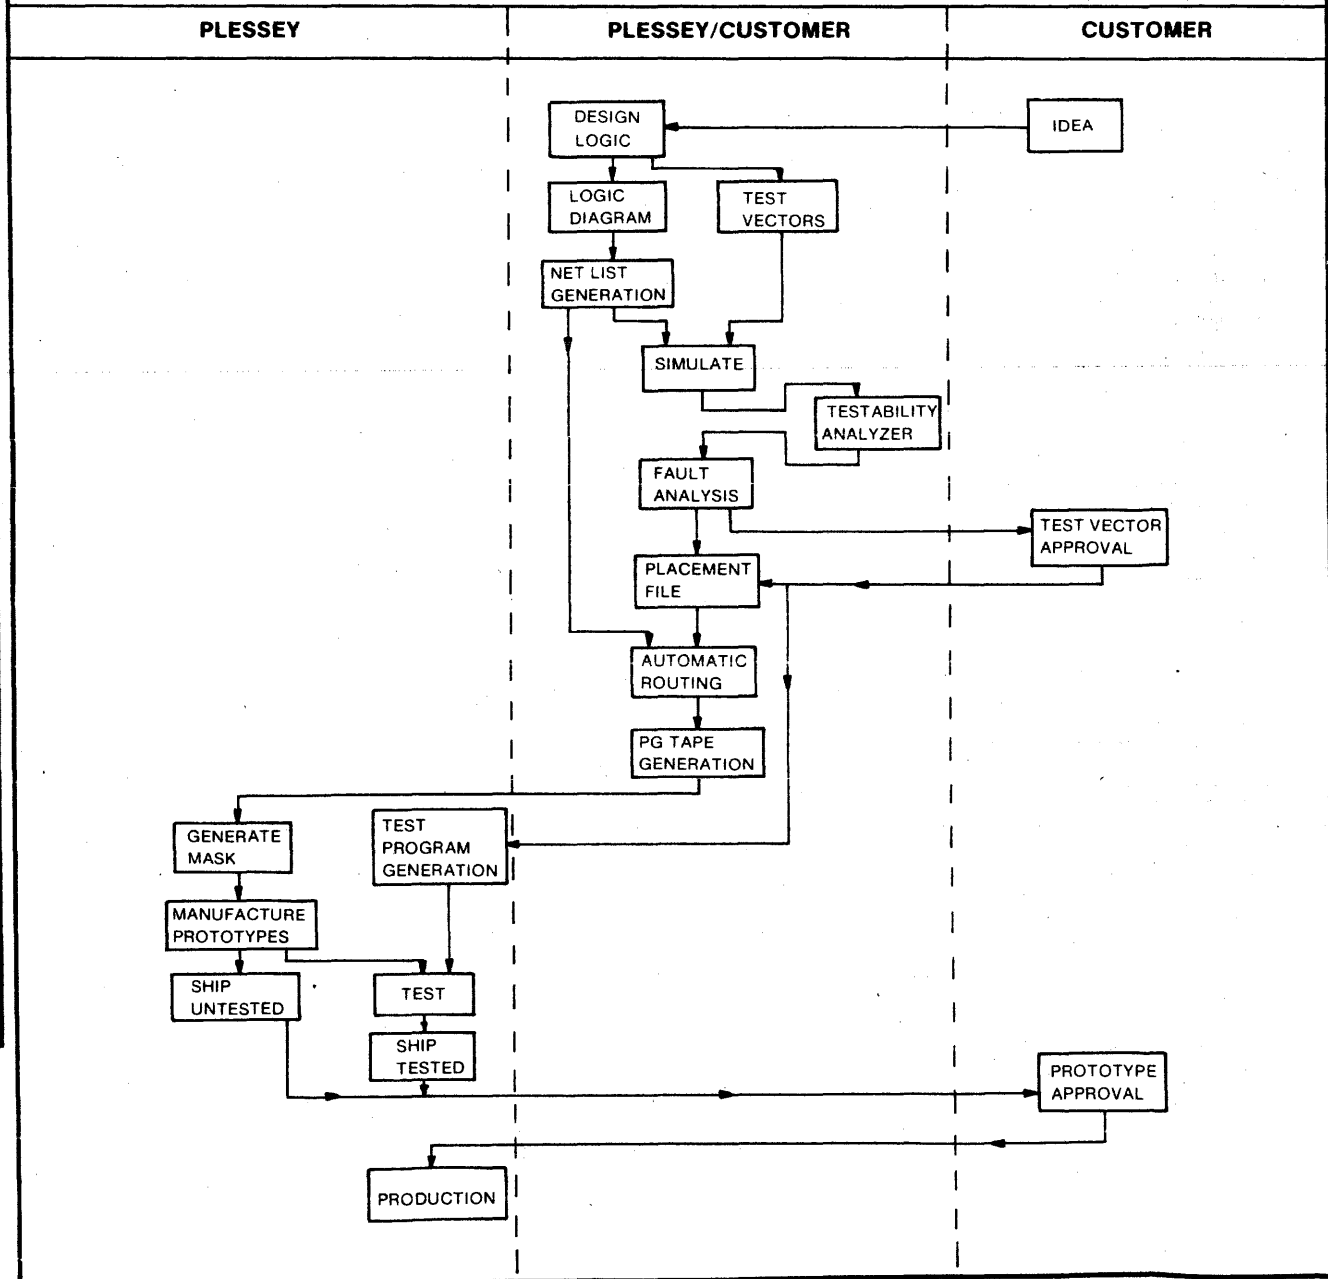 PLESSEY
PLESSEY/CUSTOMER
CUSTOMER
DESIGN
LOGIC
IDEA
LOGIC
DIAGRAM
TEST
VECTORS
NET LIST
GENERATION
SIMULATE
TESTABILITY
ANALYZER
FAULT
ANALYSIS
TEST VECTOR
APPROVAL
PLACEMENT
FILE
AUTOMATIC
ROUTING
PG TAPE
GENERATION
GENERATE
MASK
TEST
PROGRAM
GENERATION
MANUFACTURE
PROTOTYPES
SHIP
UNTESTED
TEST
SHIP
TESTED
PROTOTYPE
APPROVAL
PRODUCTION